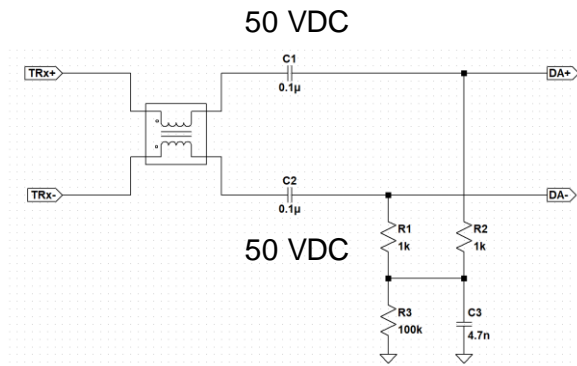 50 VDC
C1
TRx+
DA+
0.1µ
C2
TRx-
DA-
0.1µ
50 VDC
R1
R2
1k
1k
R3
C3
100k
4.7n